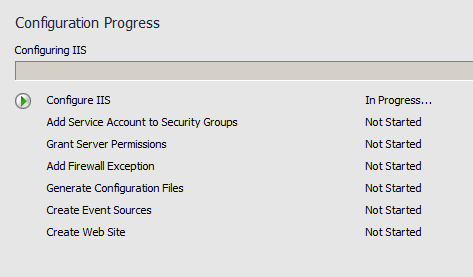 Configuration Progress
Configuring IIS
Configure IIS In Progress...
Add Service Account to Security Groups Not Started
Grant Server Permissions Not Started
Add Firewall Exception Not Started
Generate Configuration Files Not Started
Create Event Sources Not Started
Create Web Site Not Started